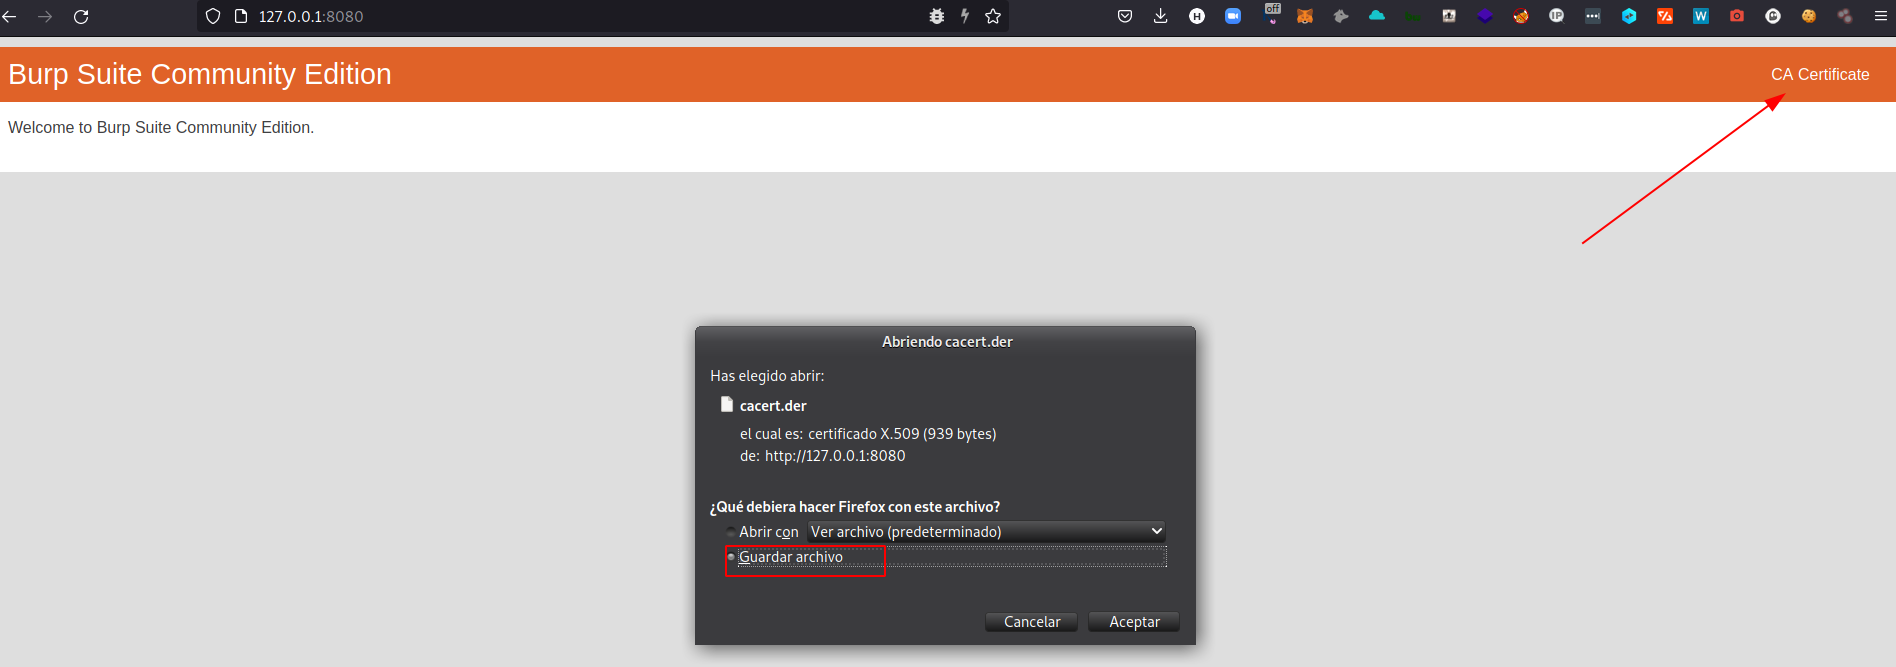 127.0.0.1:8080
off
Burp Suite Community Edition
CA Certificate
Welcome to Burp Suite Community Edition.
Abriendo cacert.der
Has elegido abrir:
cacert.der
el cual es: certificado X.509 (939 bytes)
de: http://127.0.0.1:8080
¿Qué debiera hacer Firefox con este archivo?
Abrir con Ver archivo (predeterminado)
Guardar archivo
Cancelar Aceptar